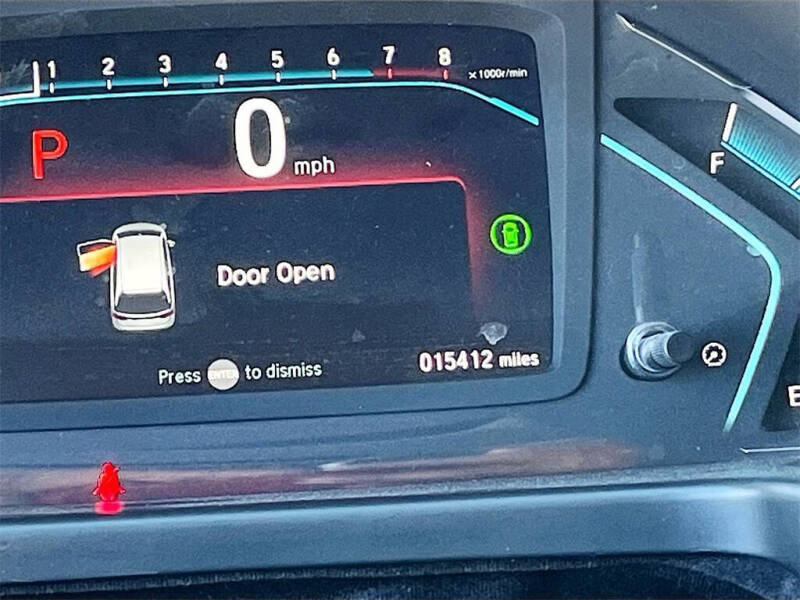 1 2 3 4 5 6 7 8 x1000r/min
P
0 mph
F
Door Open
Press ENTER to dismiss
015412 miles
E